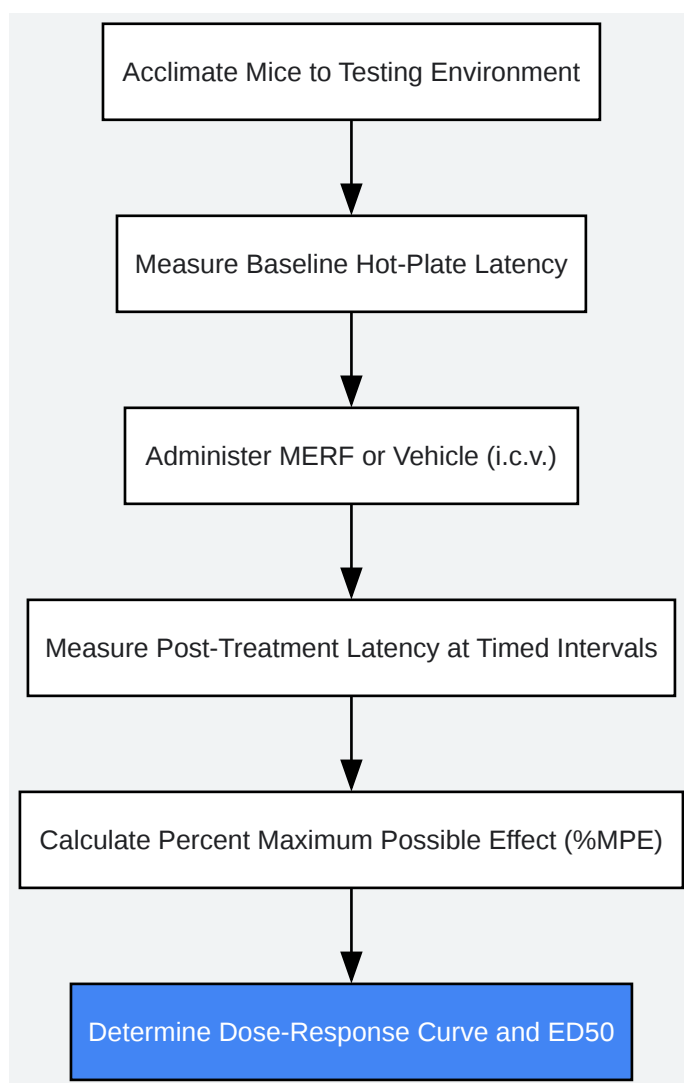 Acclimate Mice to Testing Environment
Measure Baseline Hot-Plate Latency
Administer MERF or Vehicle (i.c.v.)
Measure Post-Treatment Latency at Timed Intervals
Calculate Percent Maximum Possible Effect (%MPE)
Determine Dose-Response Curve and ED50